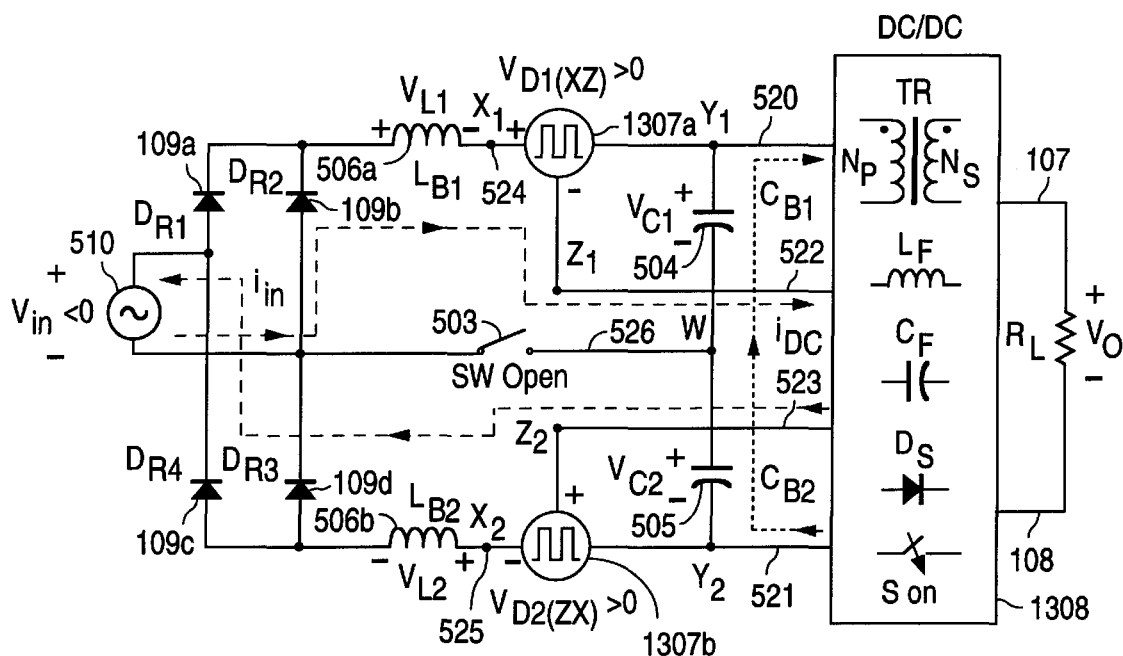 DC/DC
V_D1(XZ) >0
V_L1
X_1
1307a
Y_1
520
+ - +
TR
109a
D_R2
506a
L_B1
524
-
N_P N_S
107
D_R1
109b
V_C1 +
C_B1
510
Z_1
-
504
522
L_F
+
i_in
V_in <0
503
526
W
i_DC
C_F
R_L
+
V_O
-
-
SW Open
523
Z_2
D_R4
D_R3
109d
L_B2
X_2
+
V_C2 +
-
C_B2
D_S
506b
505
109c
- +
-
V_L2
525
V_D2(ZX) >0
Y_2
521
108
S on
1307b
1308